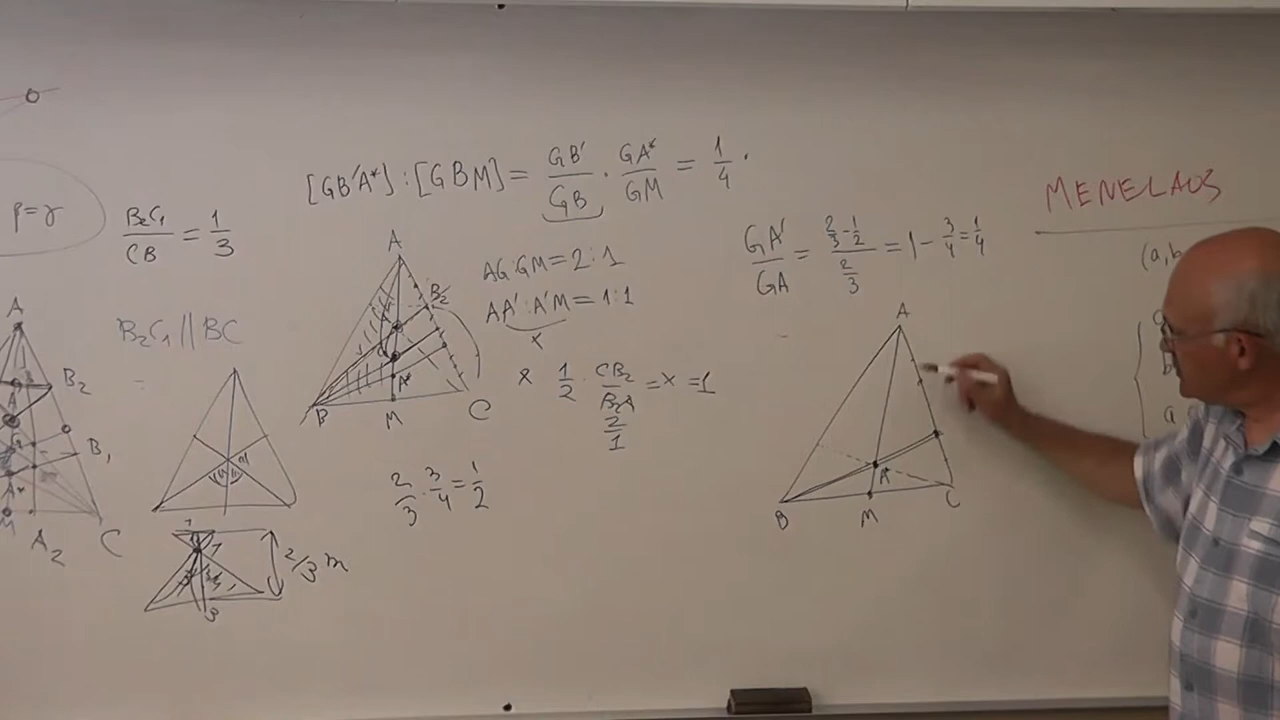 [GB'A*] : [GBM] = GB'/GB · GA*/GM = 1/4 ·
MENELAOS
β=γ
B₂C₁/CB = 1/3
B₂C₁ // BC
AG:GM = 2:1
AA':A'M = 1:1
x
GA'/GA = (2/3 - 1/2)/(2/3) = 1 - 3/4 = 1/4
(a,b
1/2 · CB₂/B₂A = x = 1
2/1
2/3 · 3/4 = 1/2
2/3 m
A
B₂
B₁
A*
M
A₂
C
A
B₂
A*
B
M
C
A
A*
B
M
C